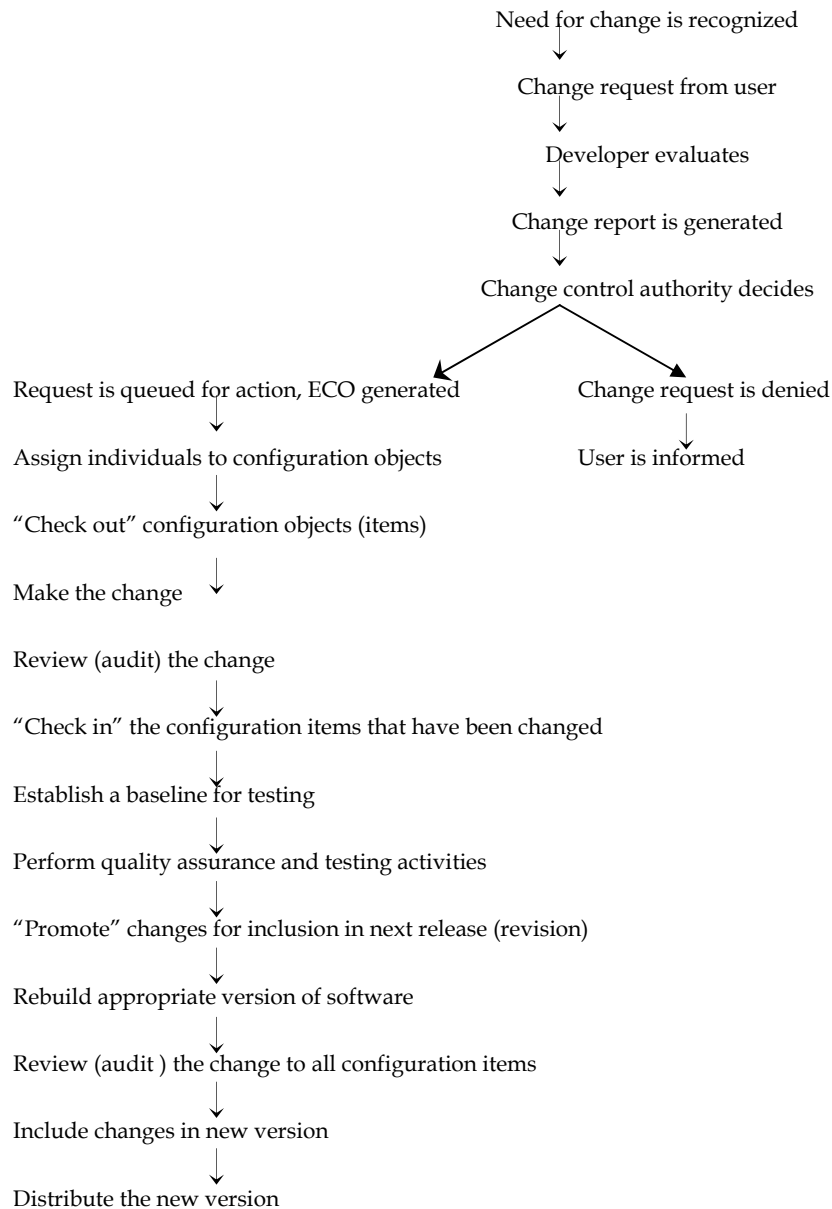 Need for change is recognized
Change request from user
Developer evaluates
Change report is generated
Change control authority decides
Request is queued for action, ECO generated
Change request is denied
Assign individuals to configuration objects
User is informed
“Check out” configuration objects (items)
Make the change
Review (audit) the change
“Check in” the configuration items that have been changed
Establish a baseline for testing
Perform quality assurance and testing activities
“Promote” changes for inclusion in next release (revision)
Rebuild appropriate version of software
Review (audit ) the change to all configuration items
Include changes in new version
Distribute the new version